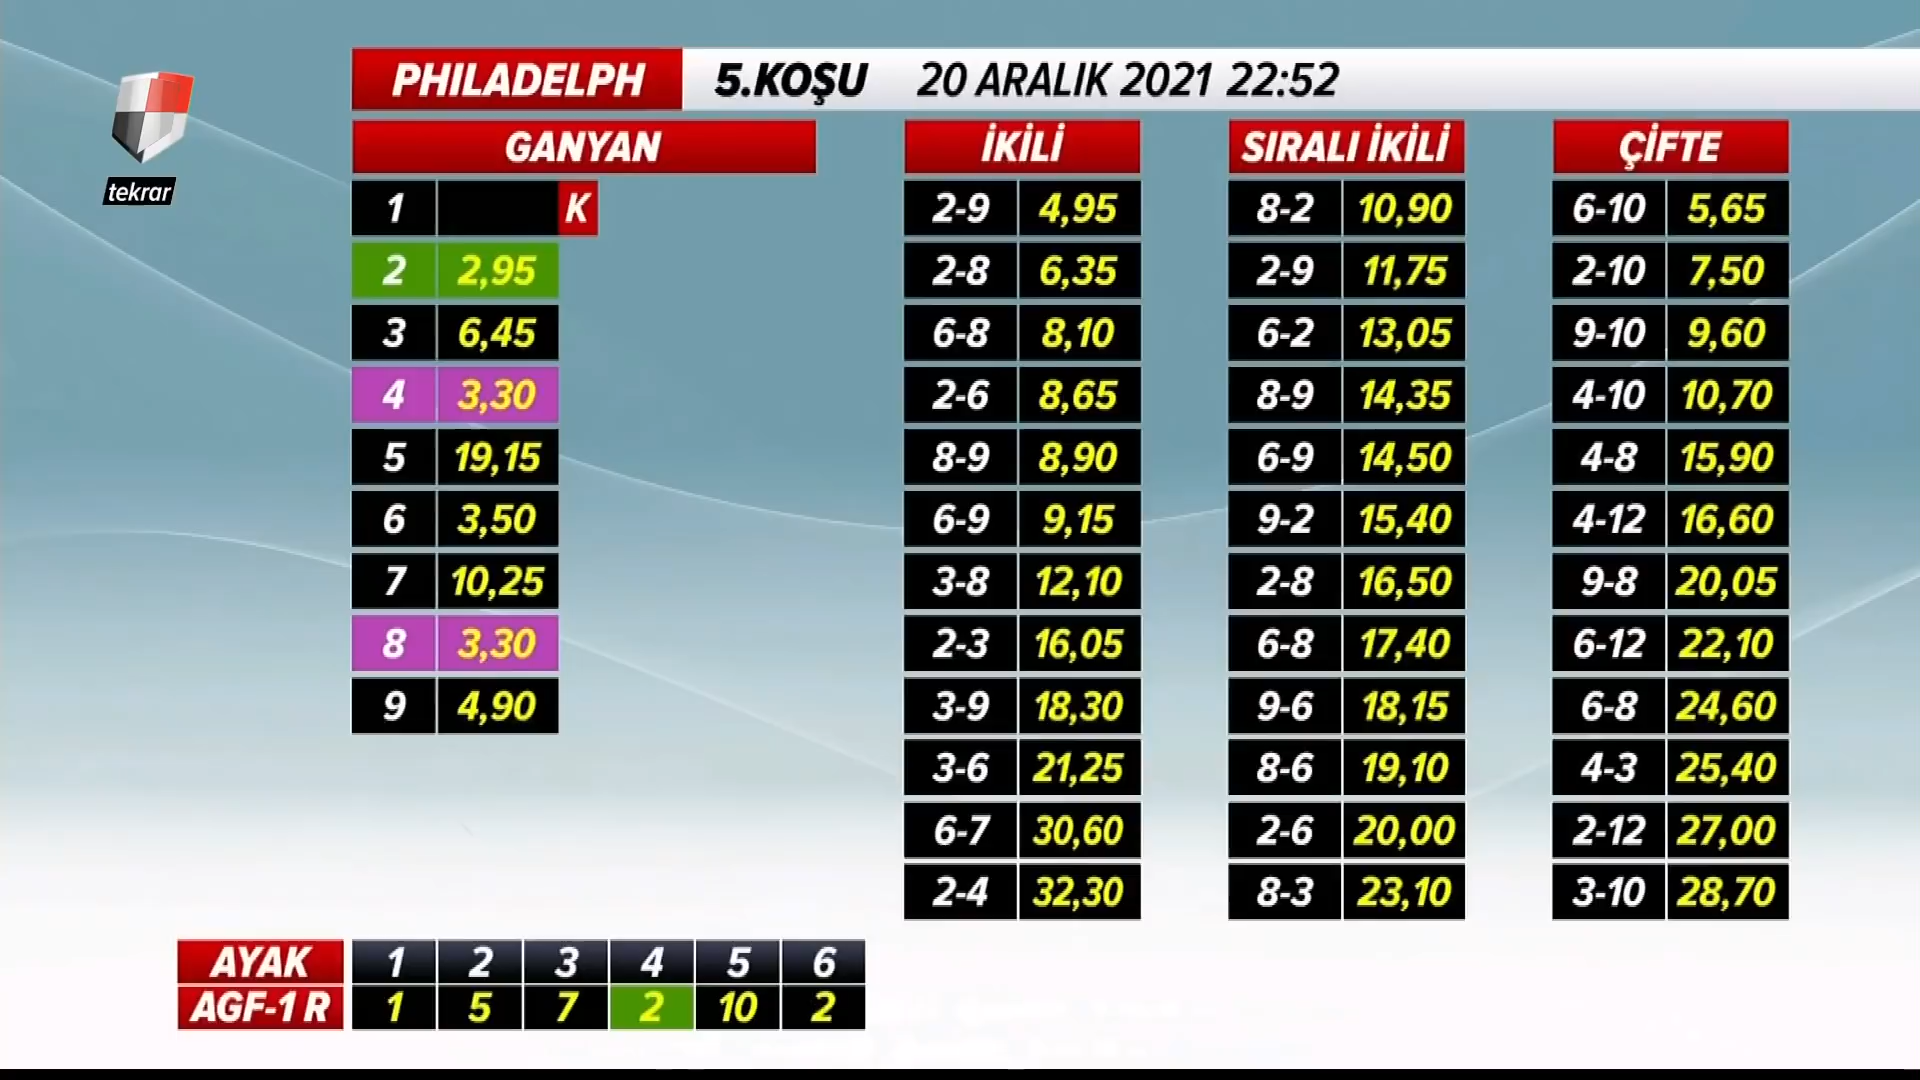 PHILADELPH 5.KOŞU 20 ARALIK 2021 22:52
tekrar
GANYAN İKİLİ SIRALI İKİLİ ÇİFTE
1 K 2-9 4,95 8-2 10,90 6-10 5,65
2 2,95 2-8 6,35 2-9 11,75 2-10 7,50
3 6,45 6-8 8,10 6-2 13,05 9-10 9,60
4 3,30 2-6 8,65 8-9 14,35 4-10 10,70
5 19,15 8-9 8,90 6-9 14,50 4-8 15,90
6 3,50 6-9 9,15 9-2 15,40 4-12 16,60
7 10,25 3-8 12,10 2-8 16,50 9-8 20,05
8 3,30 2-3 16,05 6-8 17,40 6-12 22,10
9 4,90 3-9 18,30 9-6 18,15 6-8 24,60
3-6 21,25 8-6 19,10 4-3 25,40
6-7 30,60 2-6 20,00 2-12 27,00
2-4 32,30 8-3 23,10 3-10 28,70
AYAK 1 2 3 4 5 6
AGF-1 R 1 5 7 2 10 2